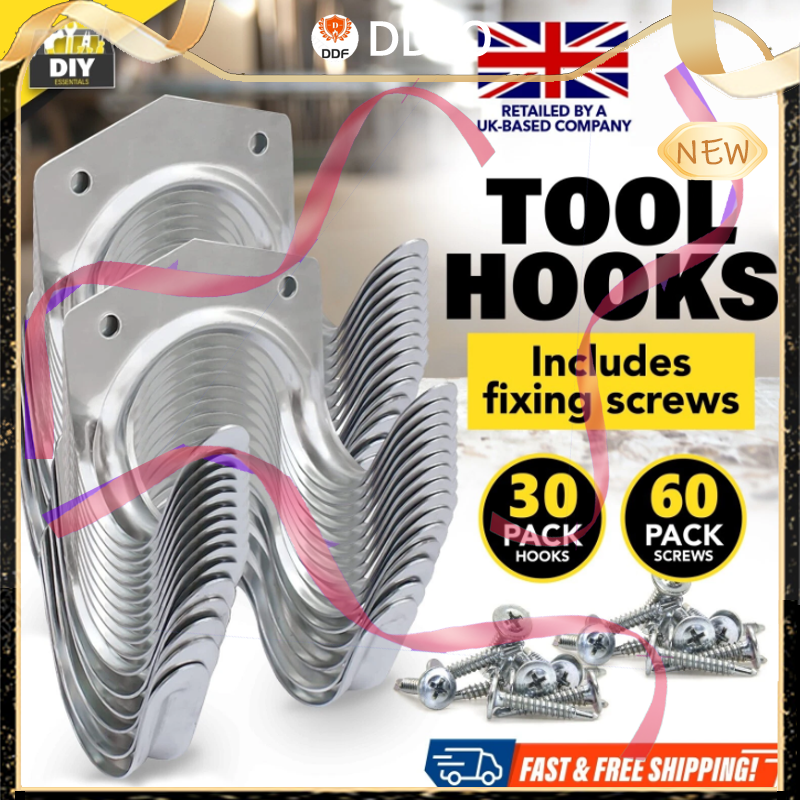 DIY
ESSENTIALS
D
DDF
RETAILED BY A
UK-BASED COMPANY
NEW
TOOL
HOOKS
Includes
fixing screws
30
PACK
HOOKS
60
PACK
SCREWS
FAST & FREE SHIPPING!